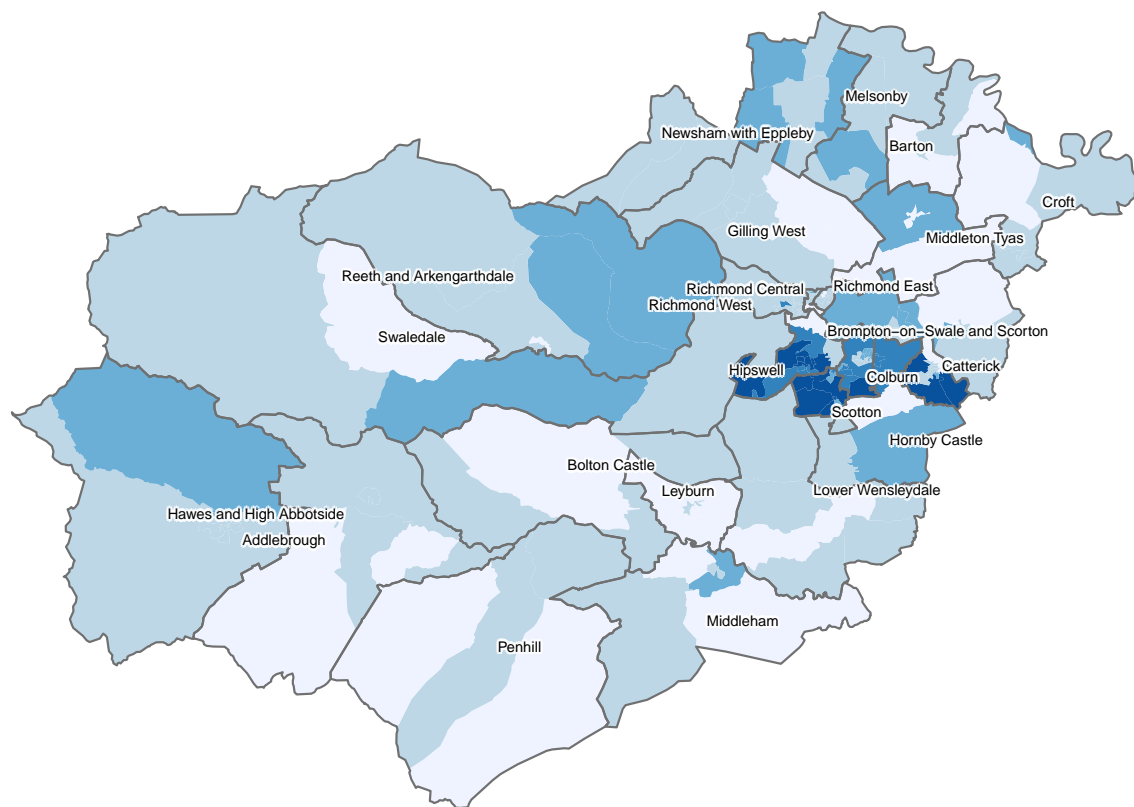 Melsonby
Newsham with Eppleby
Barton
Croft
Gilling West
Middleton Tyas
Reeth and Arkengarthdale
Richmond Central
Richmond East
Richmond West
Swaledale
Brompton−on−Swale and Scorton
Hipswell
Catterick
Colburn
Scotton
Hornby Castle
Bolton Castle
Leyburn
Lower Wensleydale
Hawes and High Abbotside
Addlebrough
Middleham
Penhill